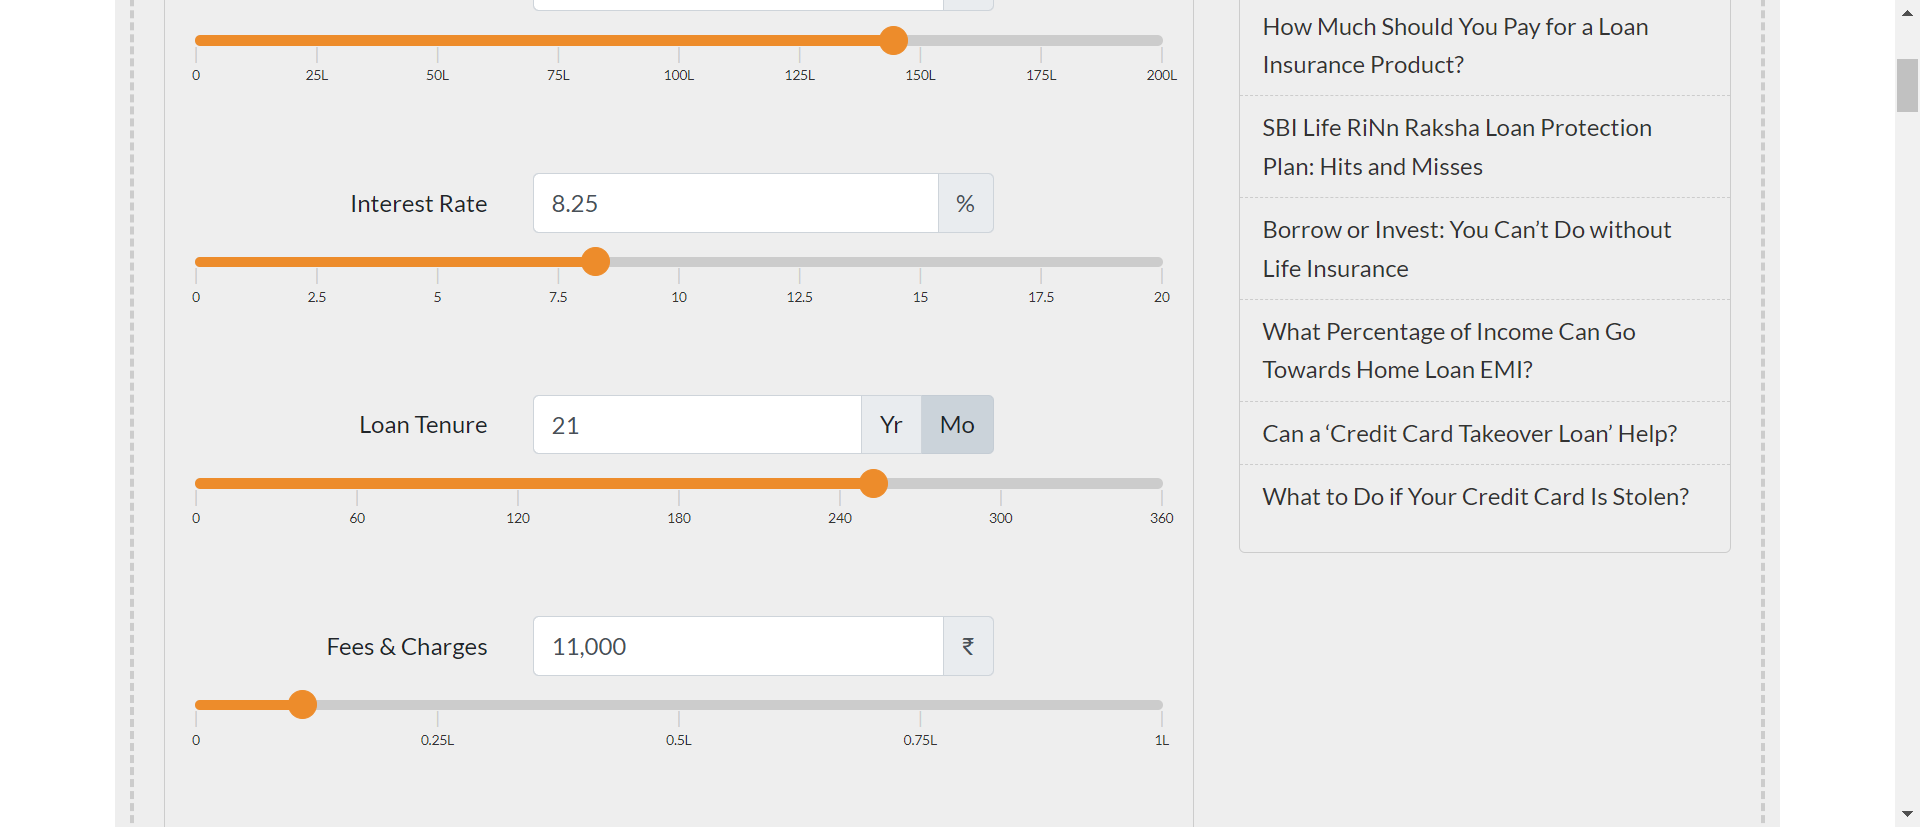 0 25L 50L 75L 100L 125L 150L 175L 200L
Interest Rate 8.25 %
0 2.5 5 7.5 10 12.5 15 17.5 20
Loan Tenure 21 Yr Mo
0 60 120 180 240 300 360
Fees & Charges 11,000 ₹
0 0.25L 0.5L 0.75L 1L
How Much Should You Pay for a Loan
Insurance Product?
SBI Life RiNn Raksha Loan Protection
Plan: Hits and Misses
Borrow or Invest: You Can’t Do without
Life Insurance
What Percentage of Income Can Go
Towards Home Loan EMI?
Can a ‘Credit Card Takeover Loan’ Help?
What to Do if Your Credit Card Is Stolen?